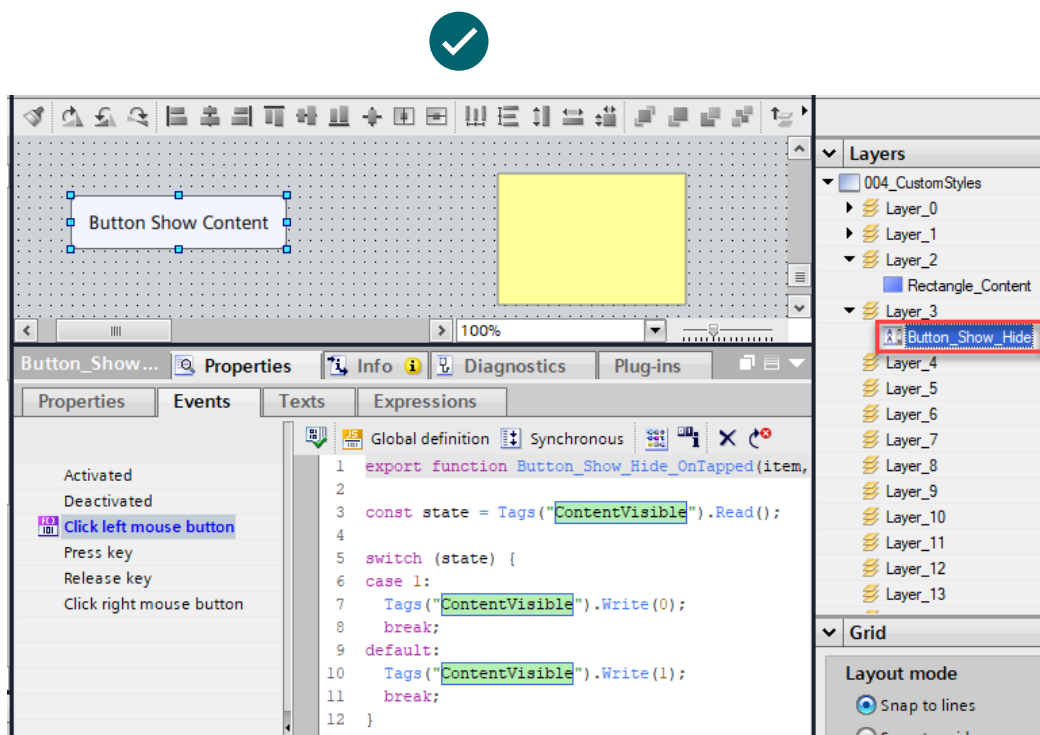 Layers
004_CustomStyles
Layer_0
Button Show Content
Layer_1
Layer_2
Rectangle_Content
Layer_3
100%
Button_Show_Hide
Button_Show...
Properties
Info
Diagnostics
Plug-ins
Layer_4
Layer_5
Properties
Events
Texts
Expressions
Layer_6
Layer_7
Global definition
Synchronous
Layer_8
1 export function Button_Show_Hide_OnTapped(item,
Activated
2
Layer_9
Deactivated
3 const state = Tags("ContentVisible").Read();
Layer_10
Click left mouse button
4
Layer_11
Press key
5 switch (state) {
Layer_12
Release key
6 case 1:
Layer_13
Click right mouse button
7 Tags("ContentVisible").Write(0);
8 break;
Grid
9 default:
10 Tags("ContentVisible").Write(1);
Layout mode
11 break;
Snap to lines
12 }